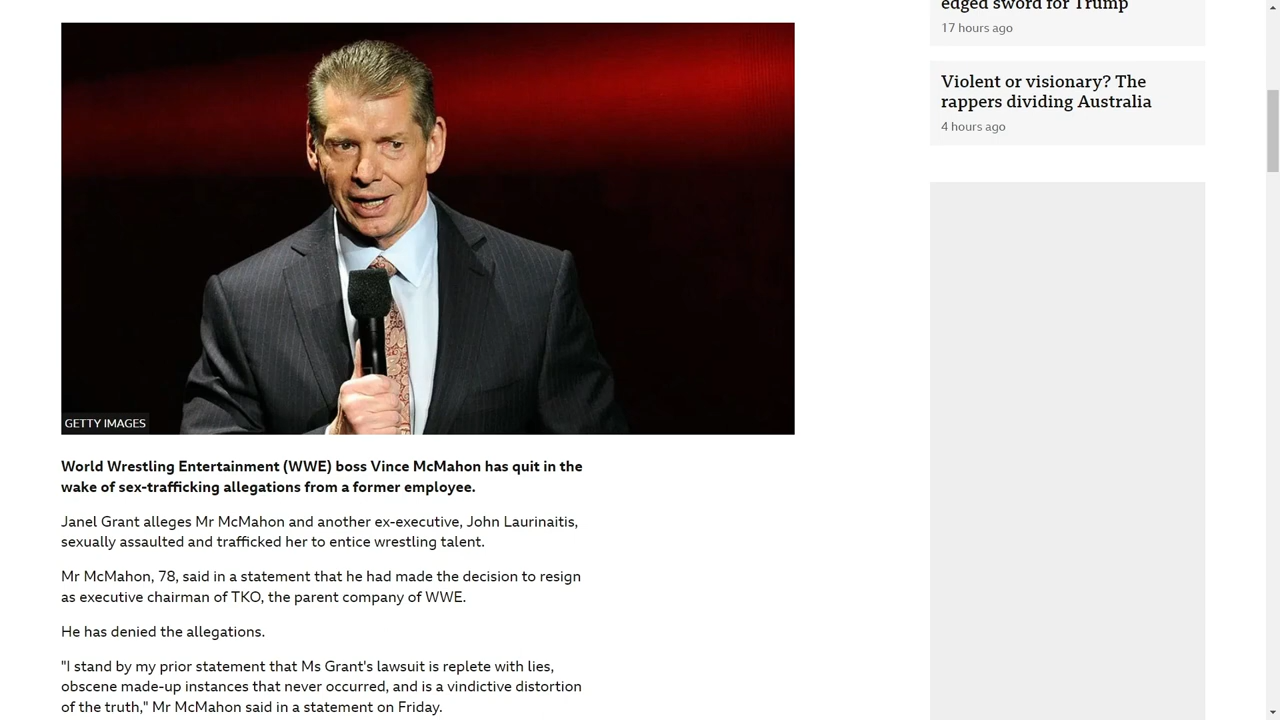 edged sword for Trump
17 hours ago
Violent or visionary? The
rappers dividing Australia
4 hours ago
GETTY IMAGES
World Wrestling Entertainment (WWE) boss Vince McMahon has quit in the
wake of sex-trafficking allegations from a former employee.
Janel Grant alleges Mr McMahon and another ex-executive, John Laurinaitis,
sexually assaulted and trafficked her to entice wrestling talent.
Mr McMahon, 78, said in a statement that he had made the decision to resign
as executive chairman of TKO, the parent company of WWE.
He has denied the allegations.
"I stand by my prior statement that Ms Grant's lawsuit is replete with lies,
obscene made-up instances that never occurred, and is a vindictive distortion
of the truth," Mr McMahon said in a statement on Friday.